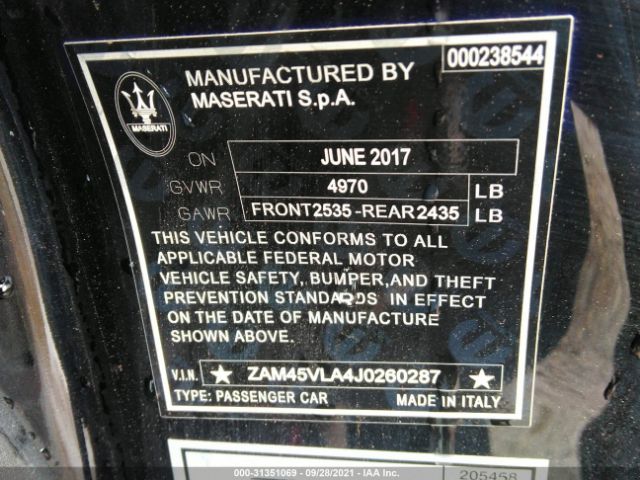 000238544
MANUFACTURED BY
MASERATI S.p.A.
MASERATI
ON JUNE 2017
GVWR 4970 LB
GAWR FRONT2535-REAR2435 LB
THIS VEHICLE CONFORMS TO ALL
APPLICABLE FEDERAL MOTOR
VEHICLE SAFETY, BUMPER,AND THEFT
PREVENTION STANDARDS IN EFFECT
ON THE DATE OF MANUFACTURE
SHOWN ABOVE.
V.I.N. ★ ZAM45VLA4J0260287 ★
TYPE: PASSENGER CAR MADE IN ITALY
205458
000-31351069 - 09/28/2021 - IAA Inc.